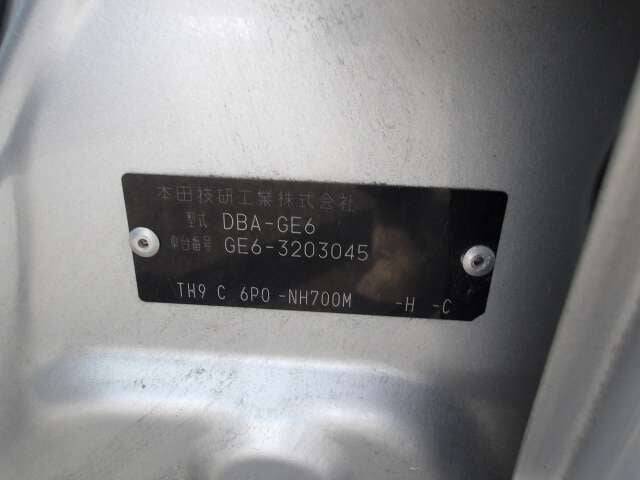 本田技研工業株式会社
型式 DBA-GE6
車台番号 GE6-3203045
TH9 C 6P0 -NH700M -H -C